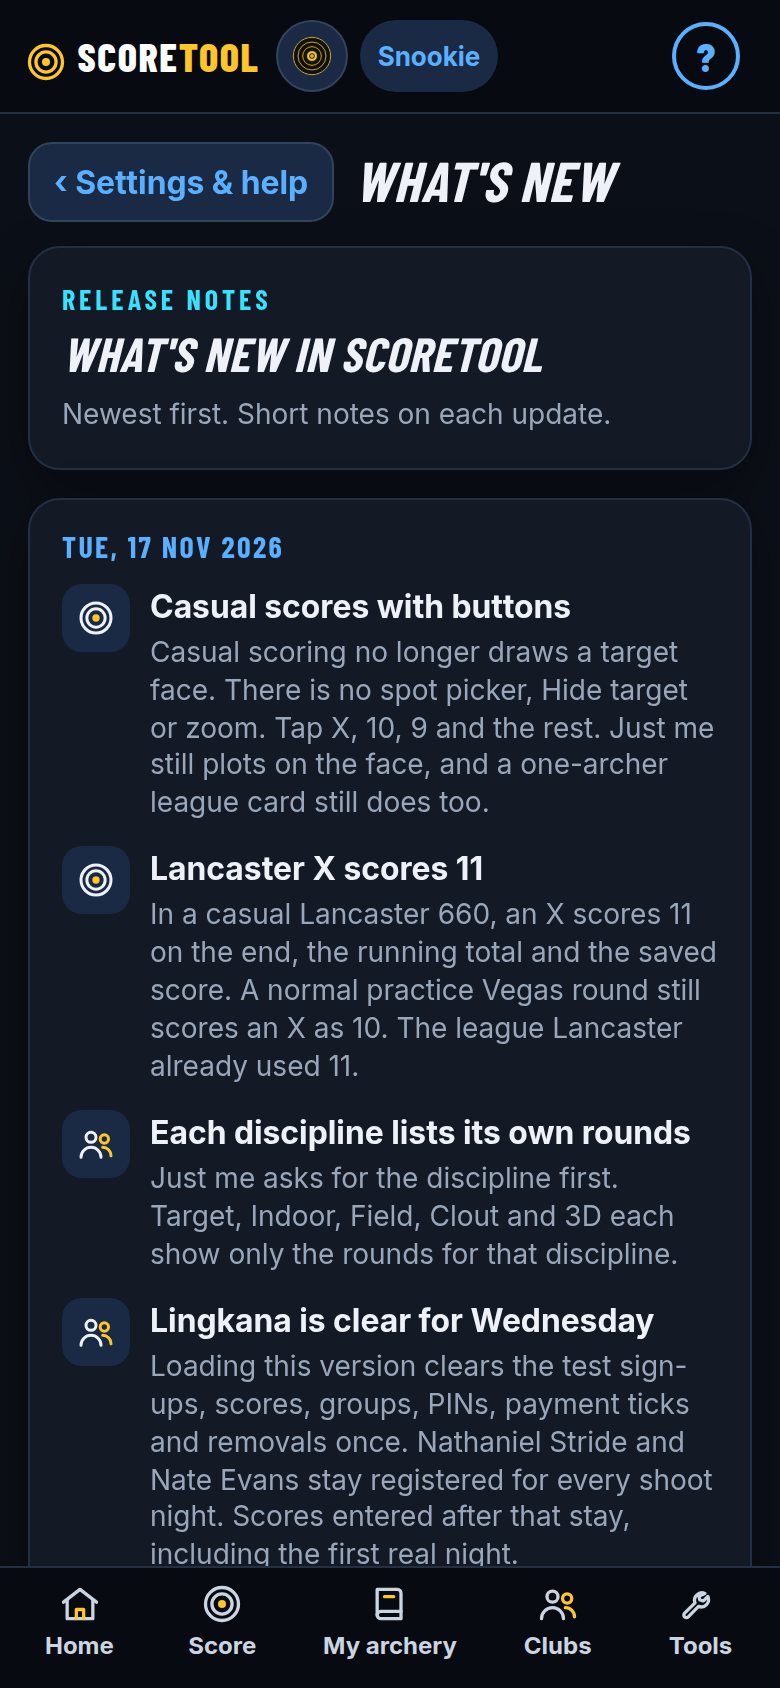 SCORETOOL
Snookie
?
‹ Settings & help
WHAT'S NEW
RELEASE NOTES
WHAT'S NEW IN SCORETOOL
Newest first. Short notes on each update.
TUE, 17 NOV 2026
Casual scores with buttons
Casual scoring no longer draws a target
face. There is no spot picker, Hide target
or zoom. Tap X, 10, 9 and the rest. Just me
still plots on the face, and a one-archer
league card still does too.
Lancaster X scores 11
In a casual Lancaster 660, an X scores 11
on the end, the running total and the saved
score. A normal practice Vegas round still
scores an X as 10. The league Lancaster
already used 11.
Each discipline lists its own rounds
Just me asks for the discipline first.
Target, Indoor, Field, Clout and 3D each
show only the rounds for that discipline.
Lingkana is clear for Wednesday
Loading this version clears the test sign-
ups, scores, groups, PINs, payment ticks
and removals once. Nathaniel Stride and
Nate Evans stay registered for every shoot
night. Scores entered after that stay,
including the first real night.
Home
Score
My archery
Clubs
Tools